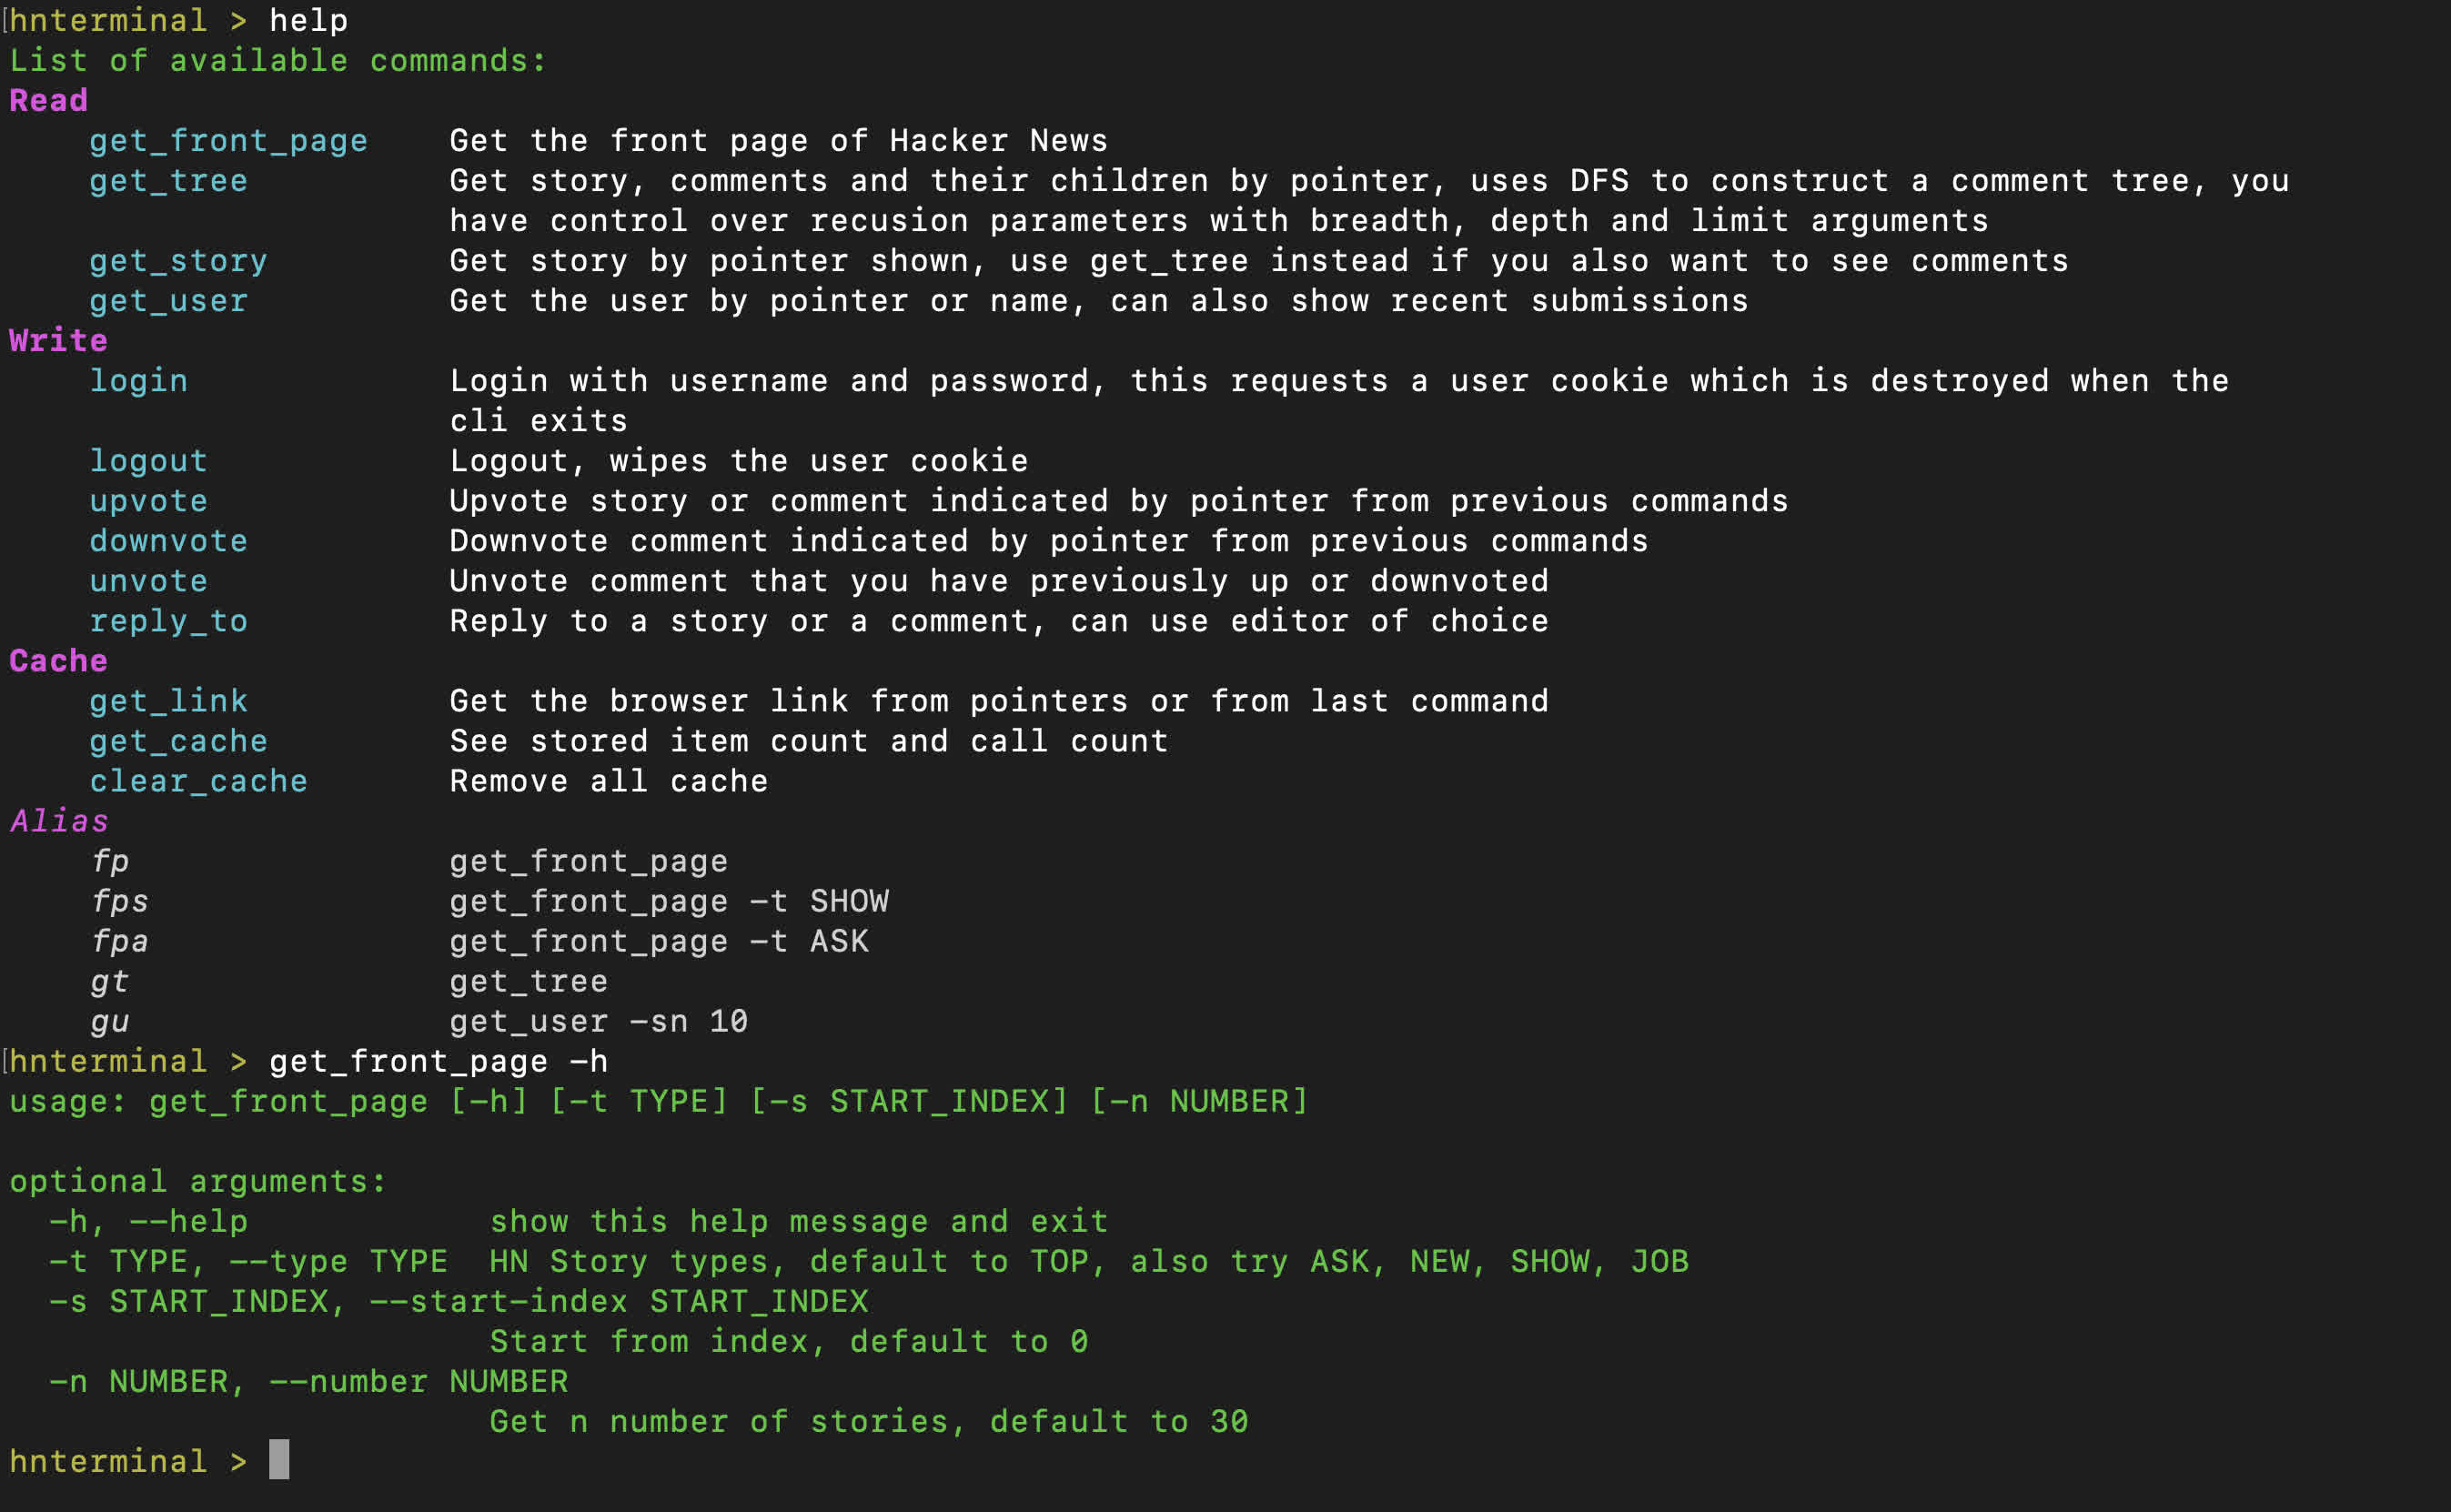 hnterminal > help
List of available commands:
Read
get_front_page Get the front page of Hacker News
get_tree Get story, comments and their children by pointer, uses DFS to construct a comment tree, you
have control over recusion parameters with breadth, depth and limit arguments
get_story Get story by pointer shown, use get_tree instead if you also want to see comments
get_user Get the user by pointer or name, can also show recent submissions
Write
login Login with username and password, this requests a user cookie which is destroyed when the
cli exits
logout Logout, wipes the user cookie
upvote Upvote story or comment indicated by pointer from previous commands
downvote Downvote comment indicated by pointer from previous commands
unvote Unvote comment that you have previously up or downvoted
reply_to Reply to a story or a comment, can use editor of choice
Cache
get_link Get the browser link from pointers or from last command
get_cache See stored item count and call count
clear_cache Remove all cache
Alias
fp get_front_page
fps get_front_page -t SHOW
fpa get_front_page -t ASK
gt get_tree
gu get_user -sn 10
hnterminal > get_front_page -h
usage: get_front_page [-h] [-t TYPE] [-s START_INDEX] [-n NUMBER]
optional arguments:
-h, --help show this help message and exit
-t TYPE, --type TYPE HN Story types, default to TOP, also try ASK, NEW, SHOW, JOB
-s START_INDEX, --start-index START_INDEX
Start from index, default to 0
-n NUMBER, --number NUMBER
Get n number of stories, default to 30
hnterminal >